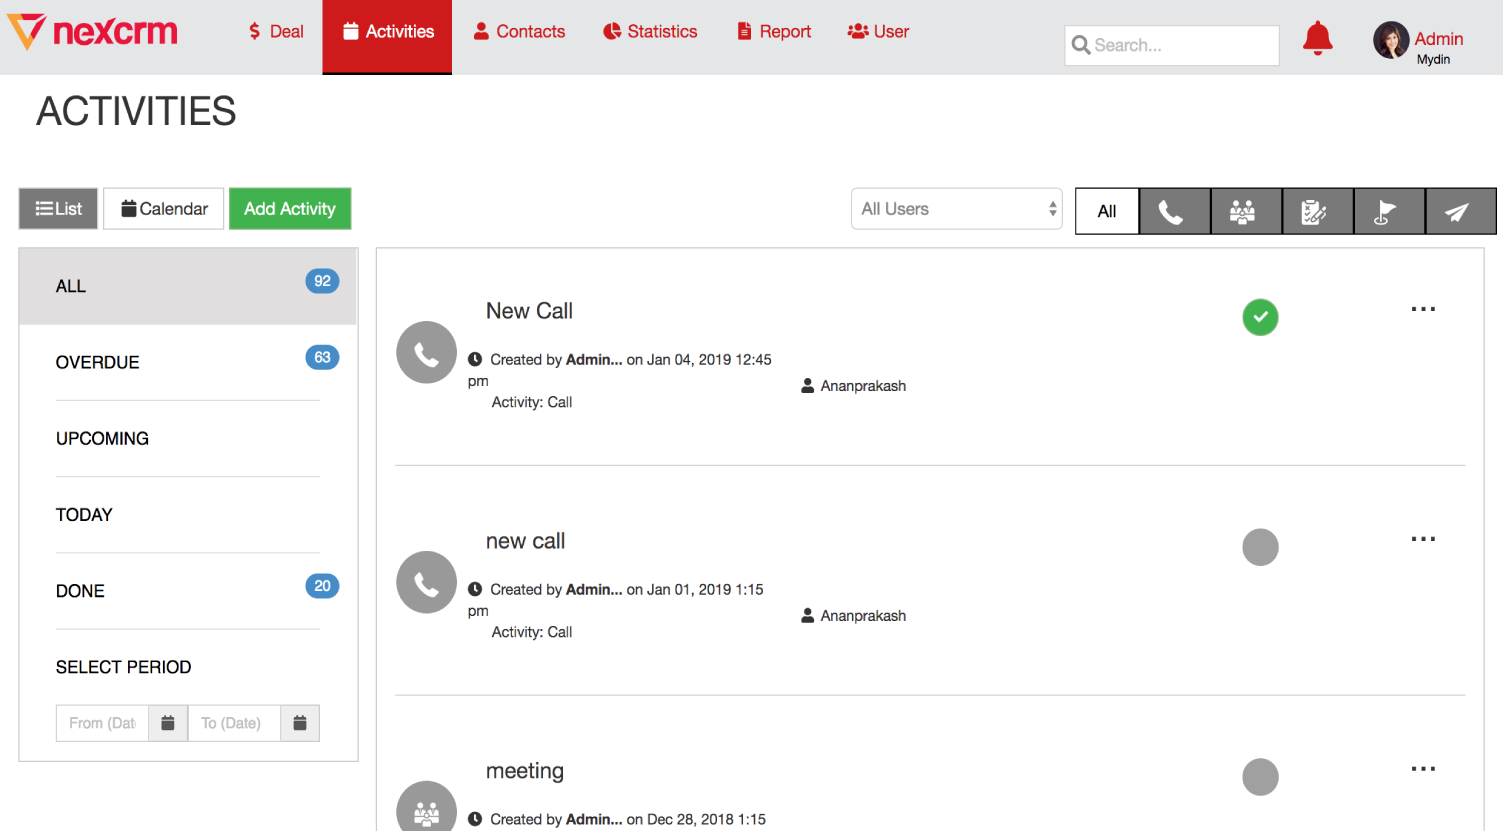 nexcrm
Deal
Activities
Contacts
Statistics
Report
User
Search...
Admin
Mydin
ACTIVITIES
List
Calendar
Add Activity
All Users
All
ALL
92
OVERDUE
63
UPCOMING
TODAY
DONE
20
SELECT PERIOD
From (Dat
To (Date)
New Call
Created by Admin... on Jan 04, 2019 12:45
pm
Ananprakash
Activity: Call
new call
Created by Admin... on Jan 01, 2019 1:15
pm
Ananprakash
Activity: Call
meeting
Created by Admin... on Dec 28, 2018 1:15